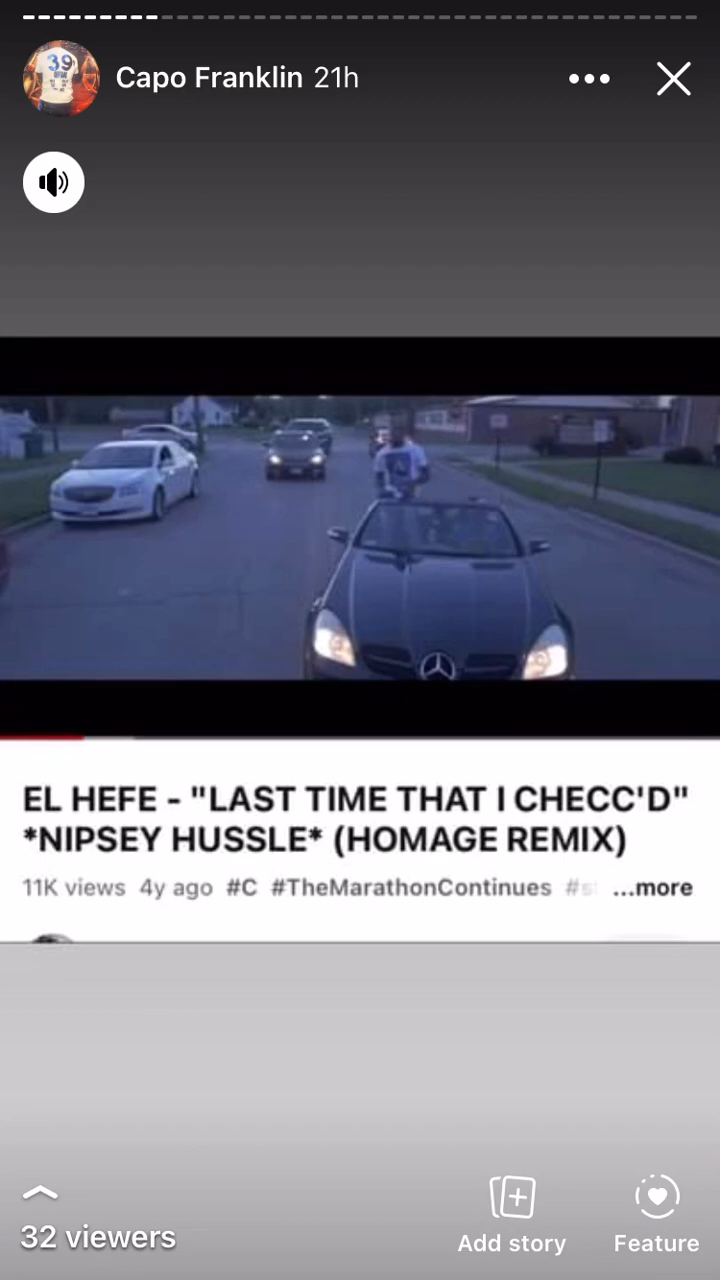 39
Capo Franklin 21h
EL HEFE - "LAST TIME THAT I CHECC'D"
*NIPSEY HUSSLE* (HOMAGE REMIX)
11K views 4y ago #C #TheMarathonContinues ...more
32 viewers
Add story
Feature